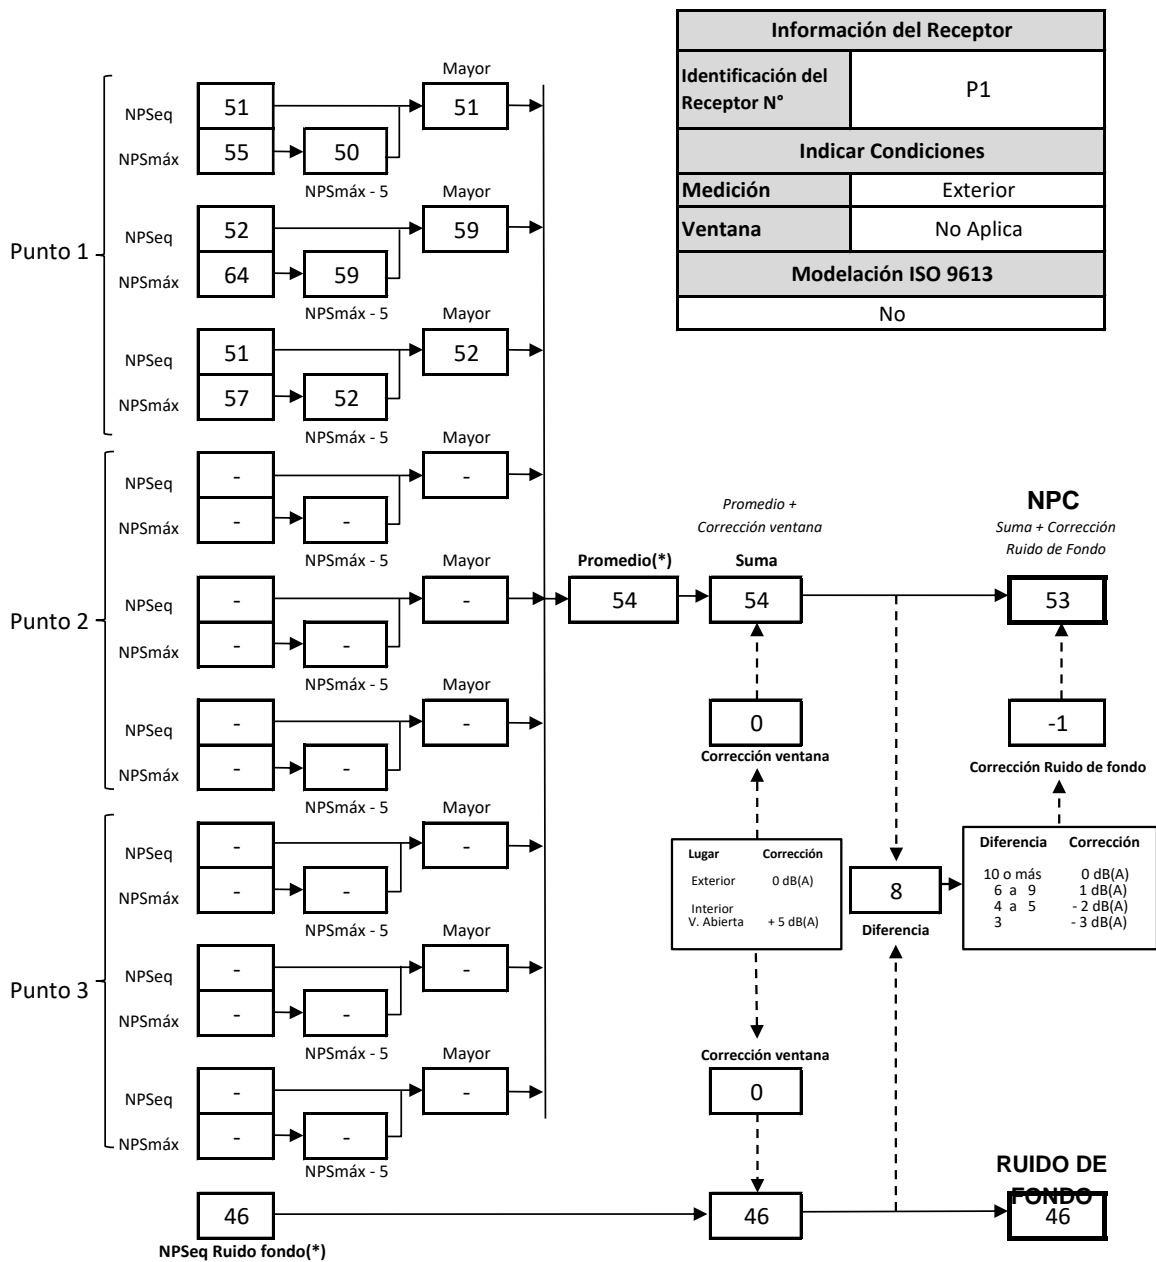 Información del Receptor
Identificación del Receptor N° P1
Indicar Condiciones
Medición Exterior
Ventana No Aplica
Modelación ISO 9613
No
Punto 1
Mayor
NPSeq 51 51
NPSmáx 55 50
NPSmáx - 5
Mayor
NPSeq 52 59
NPSmáx 64 59
NPSmáx - 5
Mayor
NPSeq 51 52
NPSmáx 57 52
NPSmáx - 5
Punto 2
Mayor
NPSeq - -
NPSmáx - -
NPSmáx - 5
Mayor
NPSeq - -
NPSmáx - -
NPSmáx - 5
Mayor
NPSeq - -
NPSmáx - -
NPSmáx - 5
Punto 3
Mayor
NPSeq - -
NPSmáx - -
NPSmáx - 5
Mayor
NPSeq - -
NPSmáx - -
NPSmáx - 5
Mayor
NPSeq - -
NPSmáx - -
NPSmáx - 5
46
NPSeq Ruido fondo(*)
Promedio(*)
54
Promedio +
Corrección ventana
Suma
54
0
Corrección ventana
Lugar Corrección
Exterior 0 dB(A)
Interior
V. Abierta + 5 dB(A)
Corrección ventana
0
46
8
Diferencia
NPC
Suma + Corrección
Ruido de Fondo
53
-1
Corrección Ruido de fondo
Diferencia Corrección
10 o más 0 dB(A)
6 a 9 1 dB(A)
4 a 5 - 2 dB(A)
3 - 3 dB(A)
RUIDO DE
FONDO
46